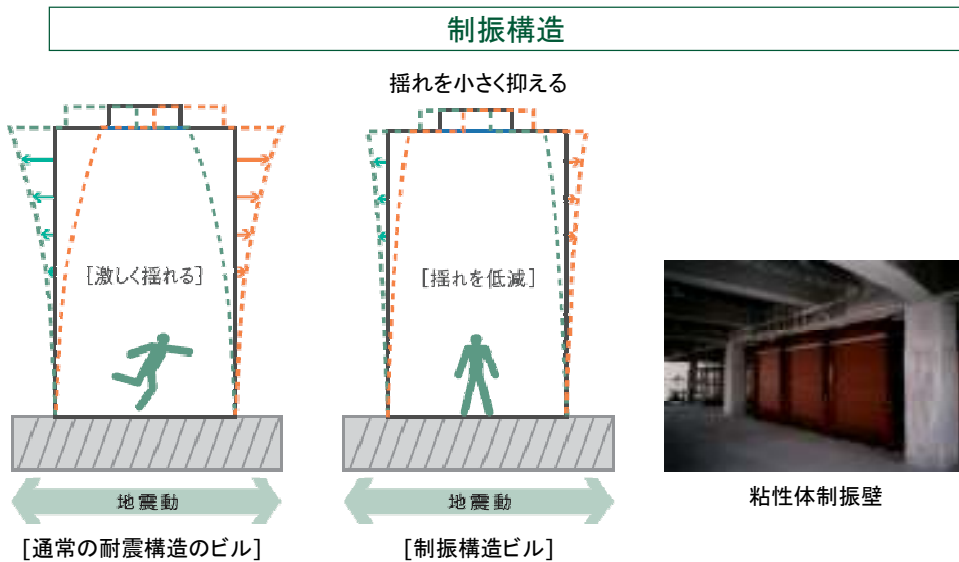 制振構造
揺れを小さく抑える
[激しく揺れる]
[揺れを低減]
地震動
地震動
粘性体制振壁
[通常の耐震構造のビル]
[制振構造ビル]